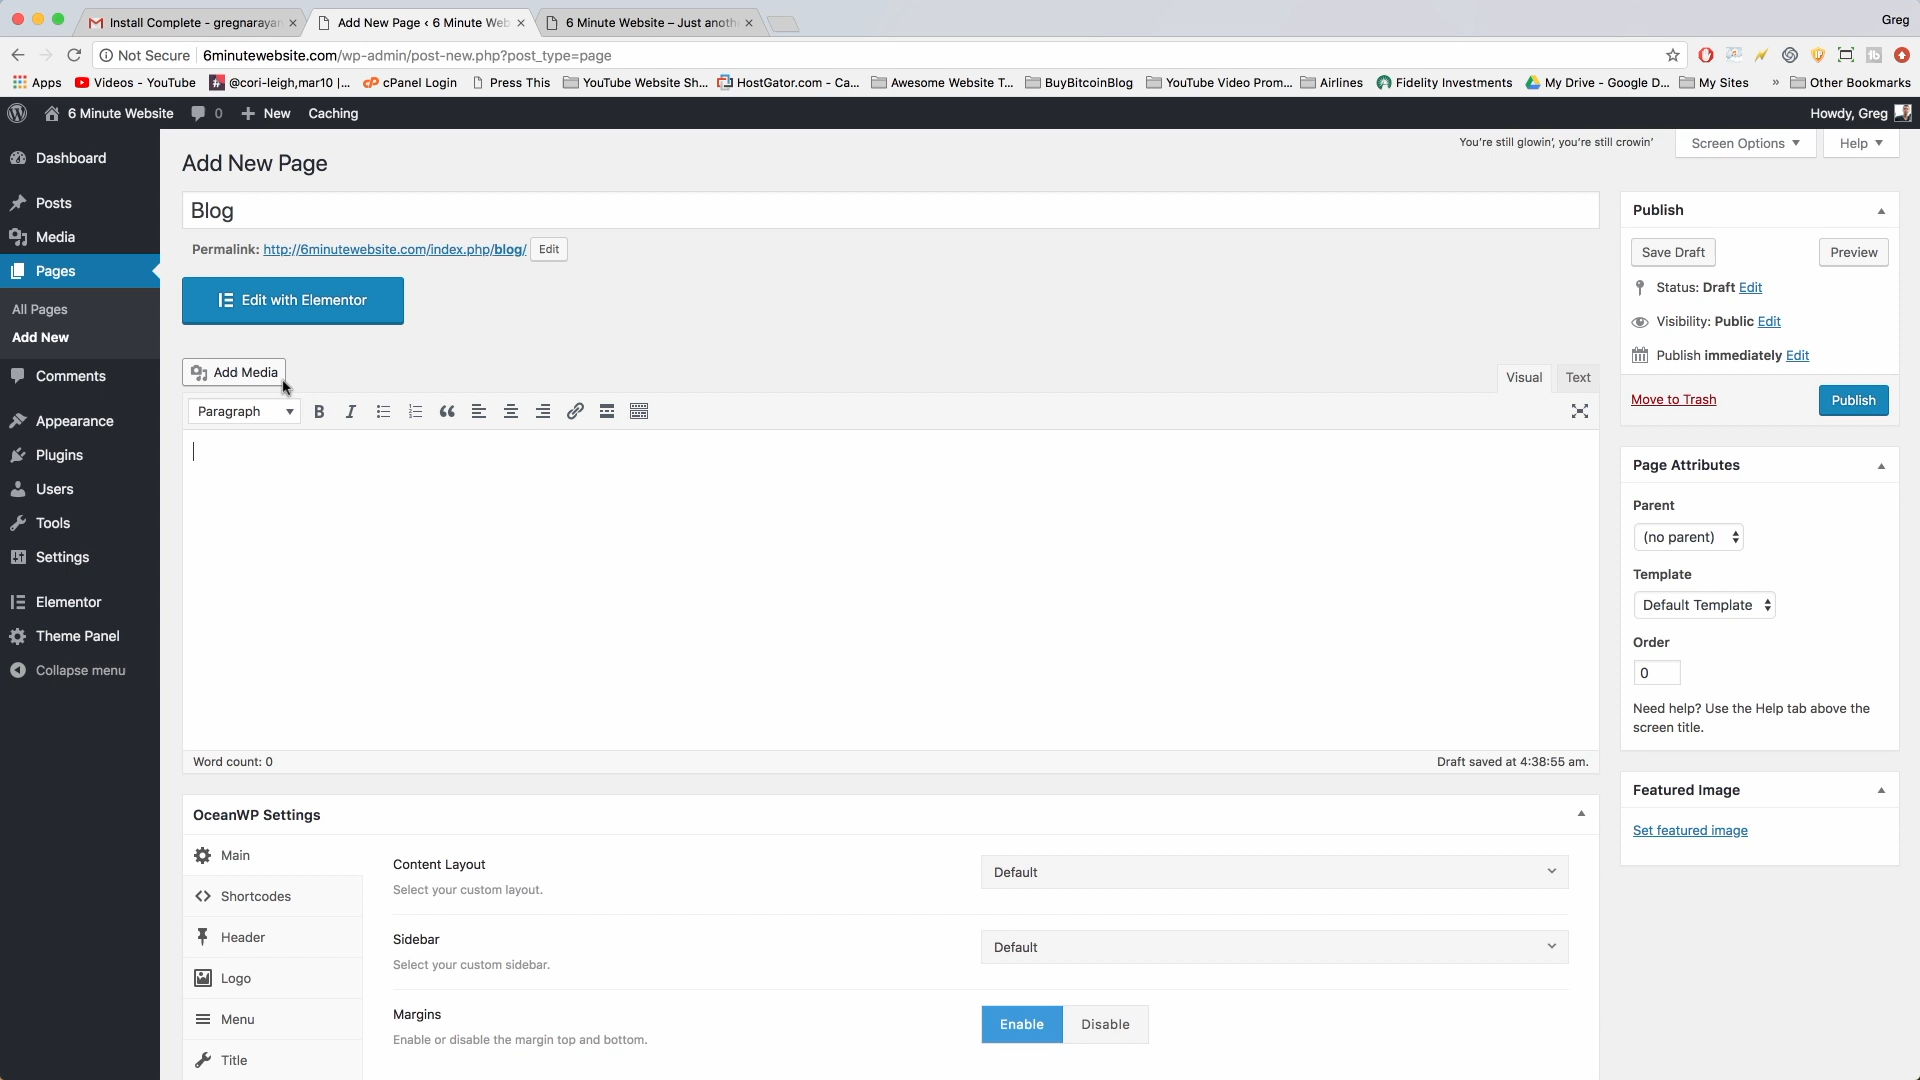 Install Complete - gregnarayan
Add New Page ‹ 6 Minute Web
6 Minute Website – Just anoth
Greg
Not Secure
6minutewebsite.com/wp-admin/post-new.php?post_type=page
Apps
Videos - YouTube
@cori-leigh,mar10 |...
cPanel Login
Press This
YouTube Website Sh...
HostGator.com - Ca...
Awesome Website T...
BuyBitcoinBlog
YouTube Video Prom...
Airlines
Fidelity Investments
My Drive - Google D...
My Sites
»
Other Bookmarks
6 Minute Website
0
New
Caching
Howdy, Greg
Dashboard
Posts
Media
Pages
All Pages
Add New
Comments
Appearance
Plugins
Users
Tools
Settings
Elementor
Theme Panel
Collapse menu
You're still glowin', you're still crowin'
Screen Options
Help
Add New Page
Blog
Permalink: http://6minutewebsite.com/index.php/blog/ Edit
Edit with Elementor
Add Media
Visual
Text
Paragraph
B
I
Word count: 0
Draft saved at 4:38:55 am.
OceanWP Settings
Main
Shortcodes
Header
Logo
Menu
Title
Content Layout
Select your custom layout.
Default
Sidebar
Select your custom sidebar.
Default
Margins
Enable or disable the margin top and bottom.
Enable
Disable
Publish
Save Draft
Preview
Status: Draft Edit
Visibility: Public Edit
Publish immediately Edit
Move to Trash
Publish
Page Attributes
Parent
(no parent)
Template
Default Template
Order
0
Need help? Use the Help tab above the
screen title.
Featured Image
Set featured image